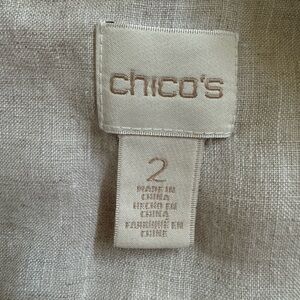 chico's
2
MADE IN
CHINA
HECHO EN
CHINA
FABRIQUÉ EN
CHINE